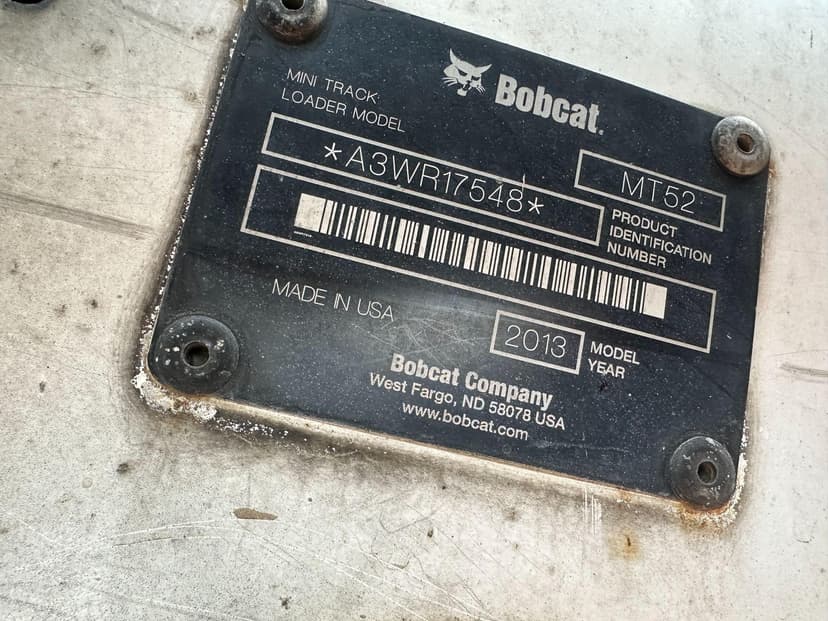 Bobcat®
MINI TRACK
LOADER MODEL
MT52
*A3WR17548*
PRODUCT
IDENTIFICATION
NUMBER
MADE IN USA
2013
MODEL
YEAR
Bobcat Company
West Fargo, ND 58078 USA
www.bobcat.com